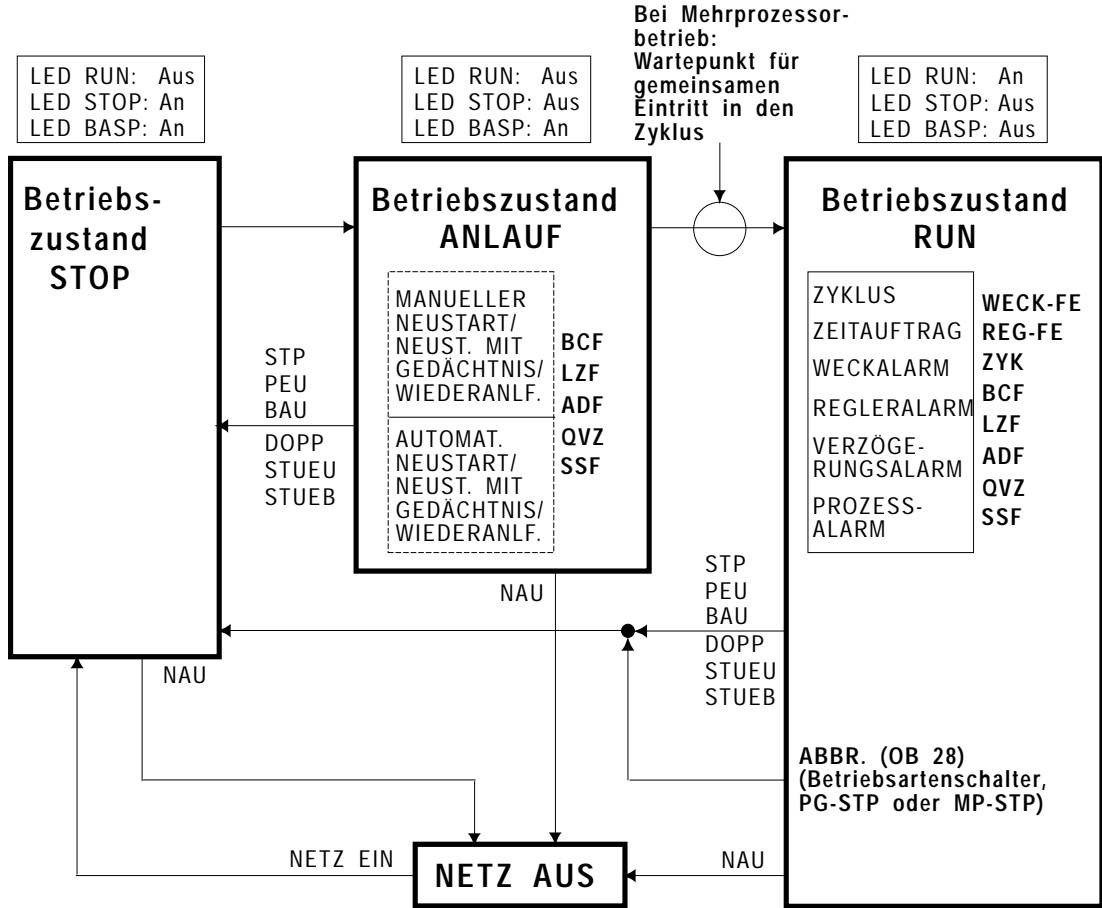 Bei Mehrprozessor-
betrieb:
Wartepunkt für
gemeinsamen
Eintritt in den
Zyklus
LED RUN: Aus
LED STOP: An
LED BASP: An
LED RUN: Aus
LED STOP: Aus
LED BASP: An
LED RUN: An
LED STOP: Aus
LED BASP: Aus
Betriebs-
zustand
STOP
STP
PEU
BAU
DOPP
STUEU
STUEB
Betriebszustand
ANLAUF
MANUELLER
NEUSTART/
NEUST. MIT
GEDÄCHTNIS/
WIEDERANLF.
AUTOMAT.
NEUSTART/
NEUST. MIT
GEDÄCHTNIS/
WIEDERANLF.
BCF
LZF
ADF
QVZ
SSF
Betriebszustand
RUN
ZYKLUS
ZEITAUFTRAG
WECKALARM
REGLERALARM
VERZÖGE-
RUNGSALARM
PROZESS-
ALARM
WECK-FE
REG-FE
ZYK
BCF
LZF
ADF
QVZ
SSF
NAU
STP
PEU
BAU
DOPP
STUEU
STUEB
NAU
ABBR. (OB 28)
(Betriebsartenschalter,
PG-STP oder MP-STP)
NETZ EIN
NETZ AUS
NAU